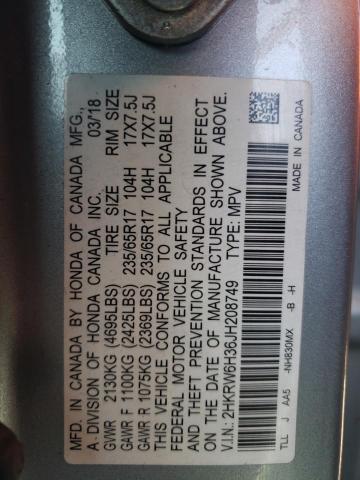 MFD. IN CANADA BY HONDA OF CANADA MFG.,
A - DIVISION OF HONDA CANADA INC. 03/18
GVWR 2130KG (4695LBS) TIRE SIZE RIM SIZE
GAWR F 1100KG (2425LBS) 235/65R17 104H 17X7.5J
GAWR R 1075KG (2369LBS) 235/65R17 104H 17X7.5J
THIS VEHICLE CONFORMS TO ALL APPLICABLE
FEDERAL MOTOR VEHICLE SAFETY
AND THEFT PREVENTION STANDARDS IN EFFECT
ON THE DATE OF MANUFACTURE SHOWN ABOVE.
V.I.N.: 2HKRW6H36JH208749 TYPE: MPV
TLL J AA5 -NH830MX -B -H MADE IN CANADA